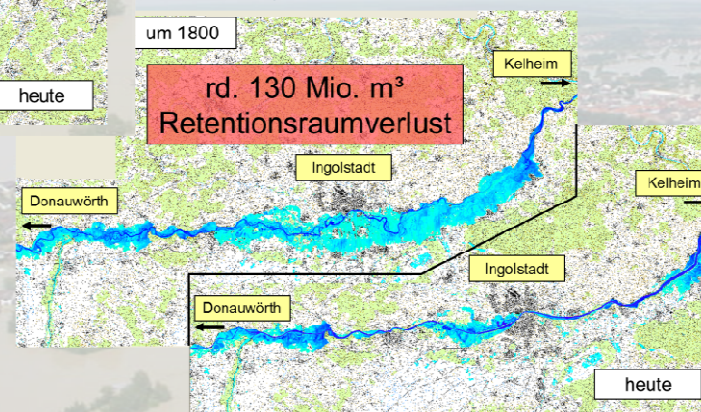 um 1800
Kelheim
heute
rd. 130 Mio. m³
Retentionsraumverlust
Ingolstadt
Donauwörth
Kelheim
Ingolstadt
Donauwörth
heute